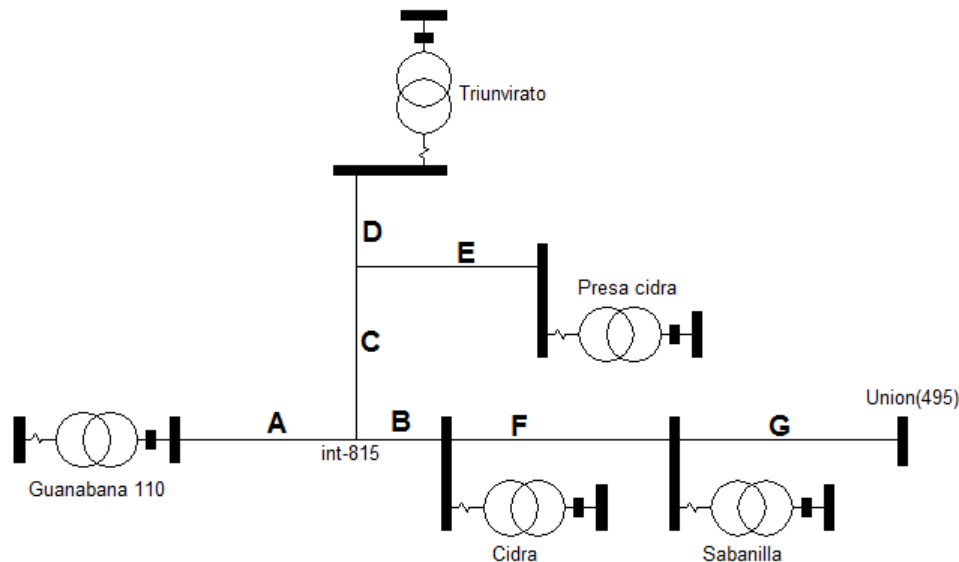 Triunvirato
D
E
Presa cidra
C
Union(495)
A
B
F
G
int-815
Guanabana 110
Cidra
Sabanilla